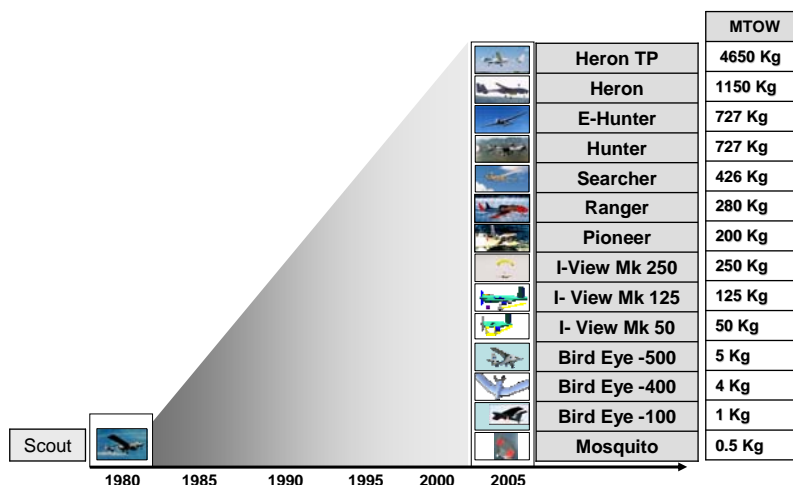 MTOW
Heron TP 4650 Kg
Heron 1150 Kg
E-Hunter 727 Kg
Hunter 727 Kg
Searcher 426 Kg
Ranger 280 Kg
Pioneer 200 Kg
I-View Mk 250 250 Kg
I- View Mk 125 125 Kg
I- View Mk 50 50 Kg
Bird Eye -500 5 Kg
Bird Eye -400 4 Kg
Bird Eye -100 1 Kg
Scout Mosquito 0.5 Kg
1980 1985 1990 1995 2000 2005